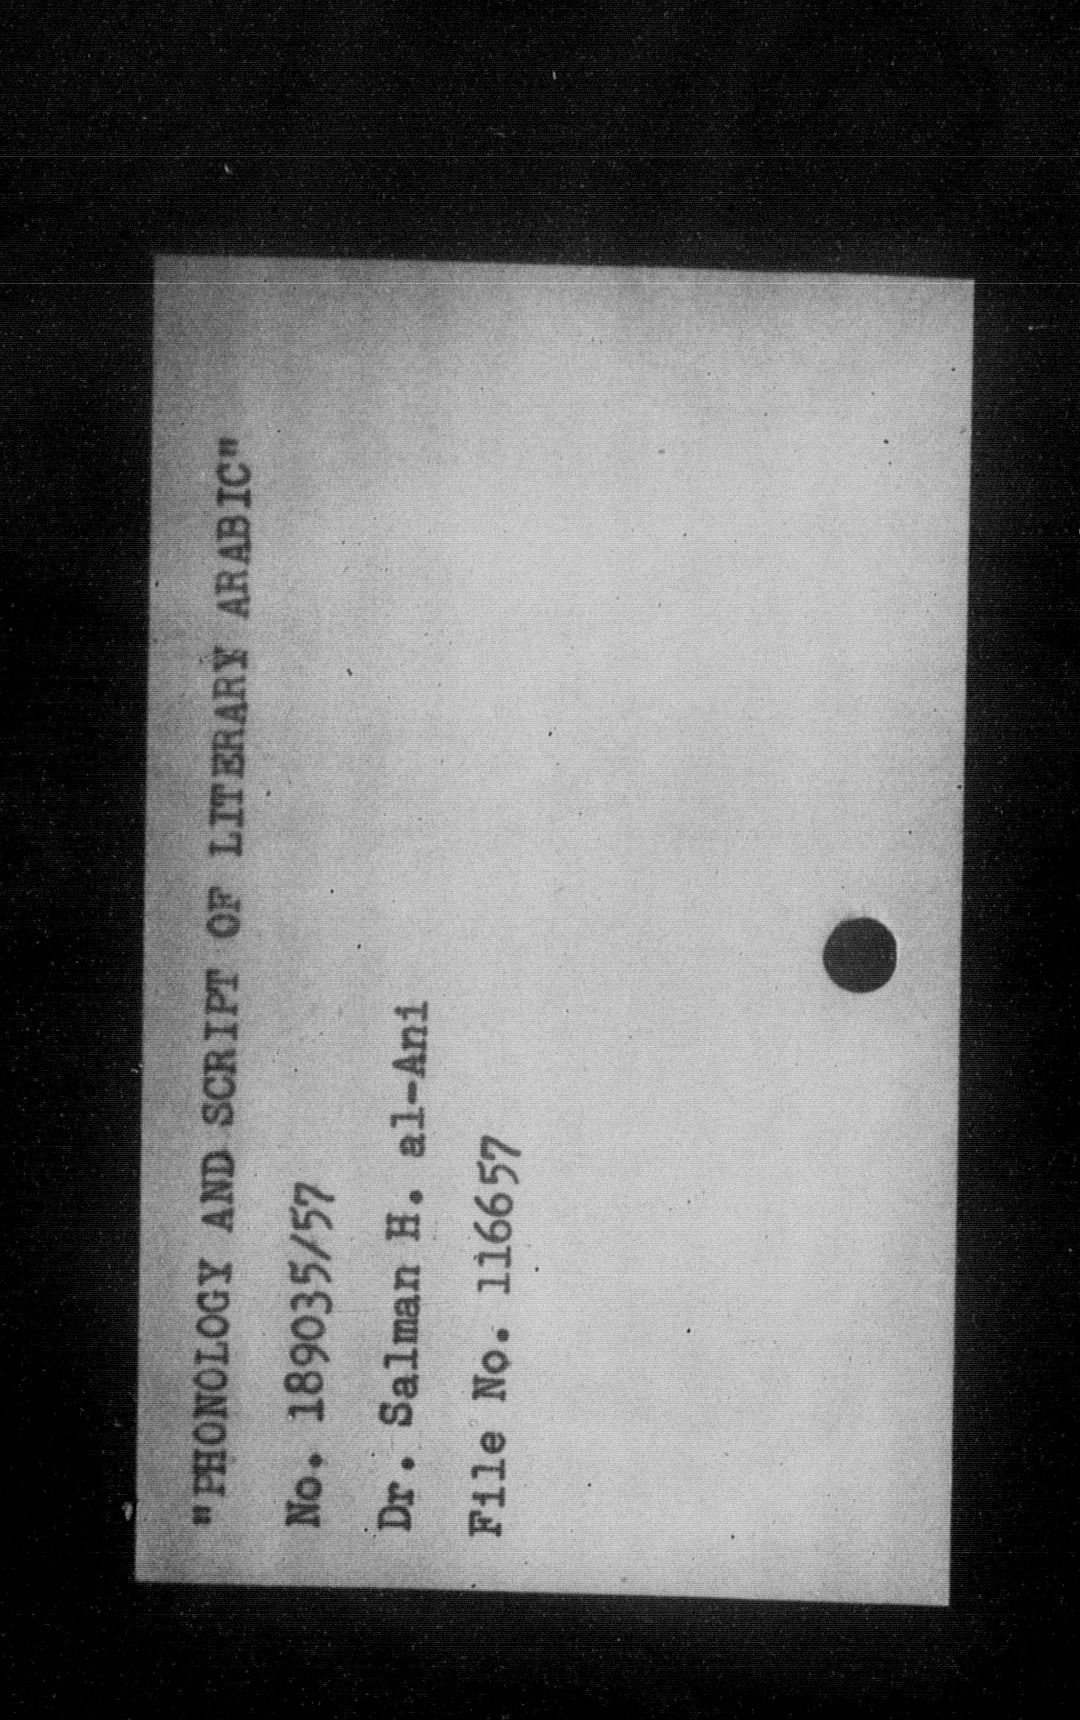 "PHONOLOGY AND SCRIPT OF LITERARY ARABIC"
No. 189035/57
Dr. Salman H. al-Ani
File No. 116657